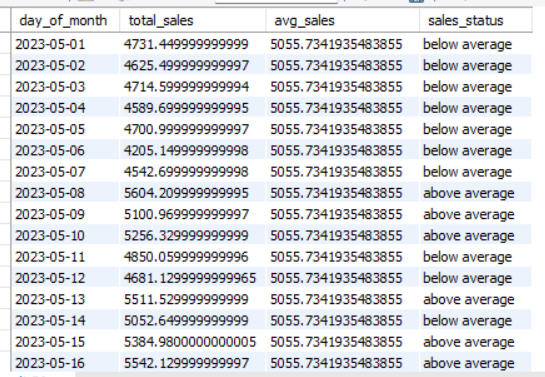 day_of_month total_sales avg_sales sales_status
2023-05-01 4731.449999999999 5055.7341935483855 below average
2023-05-02 4625.499999999997 5055.7341935483855 below average
2023-05-03 4714.599999999994 5055.7341935483855 below average
2023-05-04 4589.699999999995 5055.7341935483855 below average
2023-05-05 4700.999999999997 5055.7341935483855 below average
2023-05-06 4205.149999999998 5055.7341935483855 below average
2023-05-07 4542.699999999998 5055.7341935483855 below average
2023-05-08 5604.209999999995 5055.7341935483855 above average
2023-05-09 5100.969999999997 5055.7341935483855 above average
2023-05-10 5256.329999999999 5055.7341935483855 above average
2023-05-11 4850.059999999996 5055.7341935483855 below average
2023-05-12 4681.1299999999965 5055.7341935483855 below average
2023-05-13 5511.529999999999 5055.7341935483855 above average
2023-05-14 5052.649999999999 5055.7341935483855 below average
2023-05-15 5384.9800000000005 5055.7341935483855 above average
2023-05-16 5542.129999999997 5055.7341935483855 above average